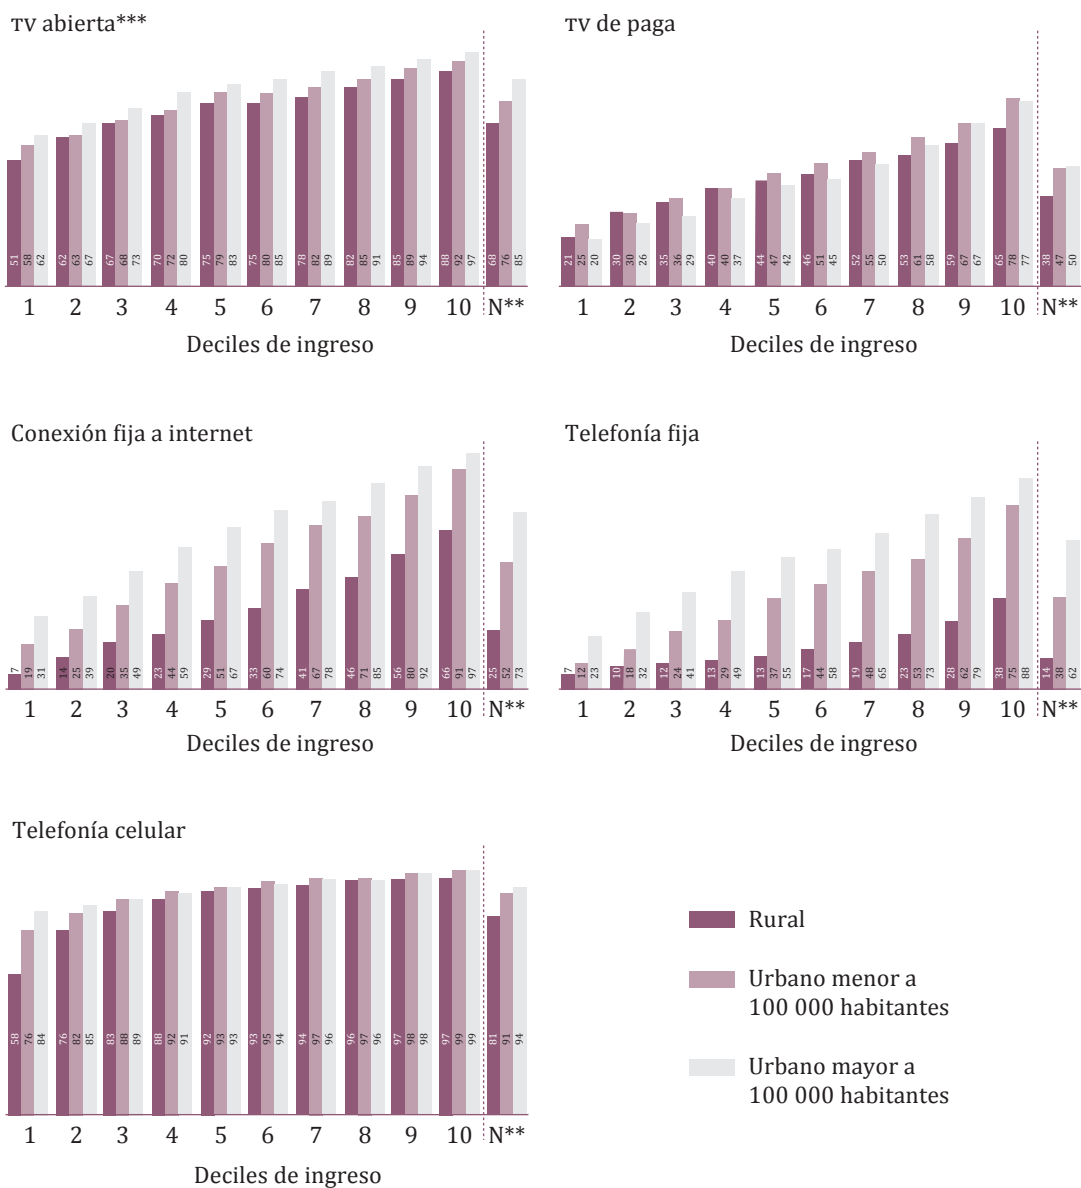 TV abierta***
51 58 62 62 63 67 67 68 73 70 72 80 75 79 83 75 80 85 78 82 89 82 85 91 85 89 94 88 92 97 68 76 85
1 2 3 4 5 6 7 8 9 10 N**
Deciles de ingreso
TV de paga
21 25 20 30 30 26 35 36 29 40 40 37 44 47 42 46 51 45 52 55 50 53 61 58 59 67 67 65 78 77 38 47 50
1 2 3 4 5 6 7 8 9 10 N**
Deciles de ingreso
Conexión fija a internet
7 19 31 14 25 39 20 35 49 23 44 59 29 51 67 33 60 74 41 67 78 46 71 85 56 80 92 66 91 97 25 52 73
1 2 3 4 5 6 7 8 9 10 N**
Deciles de ingreso
Telefonía fija
7 12 23 10 18 32 12 24 41 13 29 49 13 37 55 17 44 58 19 48 65 23 53 73 28 62 79 38 75 88 14 38 62
1 2 3 4 5 6 7 8 9 10 N**
Deciles de ingreso
Telefonía celular
58 76 84 76 82 85 83 88 89 88 92 91 92 93 93 93 95 94 94 97 96 96 97 96 97 98 98 97 99 99 81 91 94
1 2 3 4 5 6 7 8 9 10 N**
Deciles de ingreso
Rural
Urbano menor a
100 000 habitantes
Urbano mayor a
100 000 habitantes